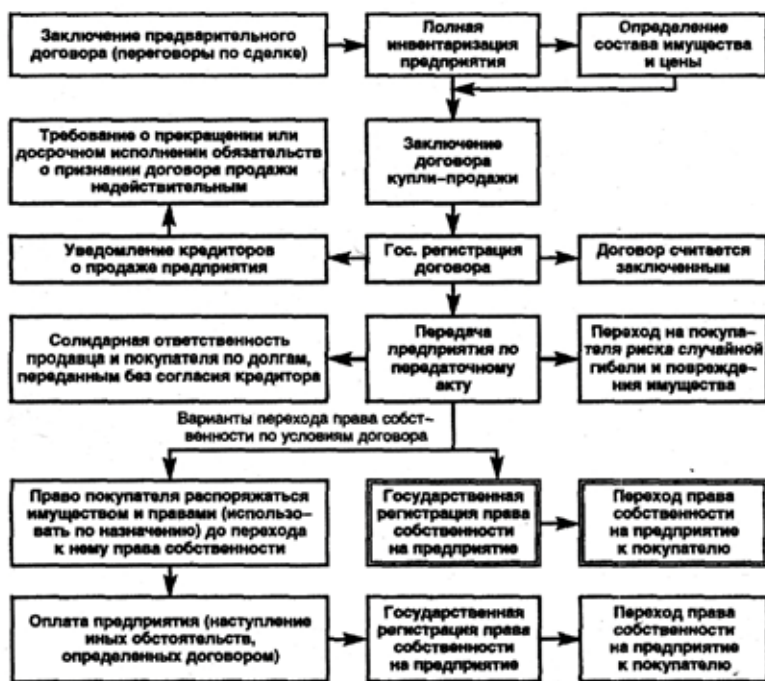 Заключение предварительного
договора (переговоры по сделке)
Полная
инвентаризация
предприятия
Определение
состава имущества
и цены
Требование о прекращении или
досрочном исполнении обязательств
о признании договора продажи
недействительным
Заключение
договора
купли-продажи
Уведомление кредиторов
о продаже предприятия
Гос. регистрация
договора
Договор считается
заключенным
Солидарная ответственность
продавца и покупателя по долгам,
переданным без согласия кредитора
Передача
предприятия по
передаточному
акту
Переход на покупа-
теля риска случайной
гибели и поврежде-
ния имущества
Варианты перехода права собст-
венности по условиям договора
Право покупателя распоряжаться
имуществом и правами (использо-
вать по назначению) до перехода
к нему права собственности
Государственная
регистрация права
собственности
на предприятие
Переход права
собственности
на предприятие
к покупателю
Оплата предприятия (наступление
иных обстоятельств,
определенных договором)
Государственная
регистрация права
собственности
на предприятие
Переход права
собственности
на предприятие
к покупателю